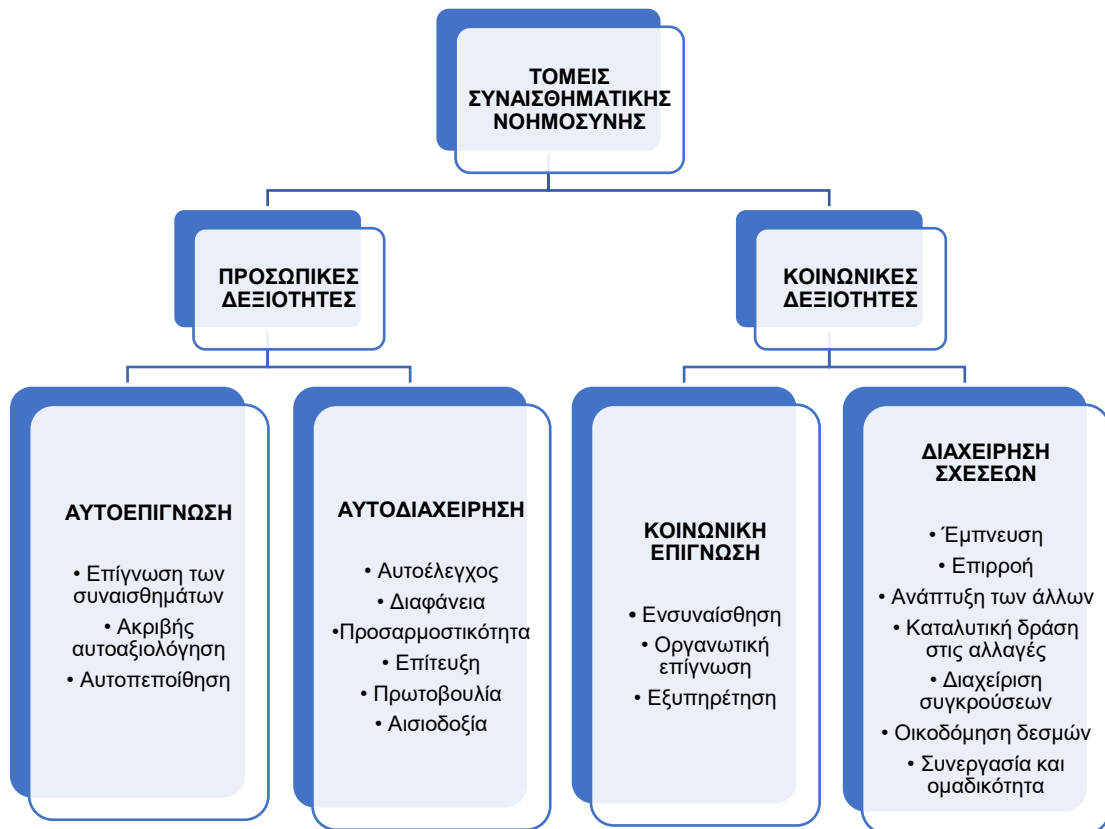 ΤΟΜΕΙΣ
ΣΥΝΑΙΣΘΗΜΑΤΙΚΗΣ
ΝΟΗΜΟΣΥΝΗΣ
ΠΡΟΣΩΠΙΚΕΣ
ΔΕΞΙΟΤΗΤΕΣ
ΚΟΙΝΩΝΙΚΕΣ
ΔΕΞΙΟΤΗΤΕΣ
ΑΥΤΟΕΠΙΓΝΩΣΗ
• Επίγνωση των
συναισθημάτων
• Ακριβής
αυτοαξιολόγηση
• Αυτοπεποίθηση
ΑΥΤΟΔΙΑΧΕΙΡΗΣΗ
• Αυτοέλεγχος
• Διαφάνεια
•Προσαρμοστικότητα
• Επίτευξη
• Πρωτοβουλία
• Αισιοδοξία
ΚΟΙΝΩΝΙΚΗ
ΕΠΙΓΝΩΣΗ
• Ενσυναίσθηση
• Οργανωτική
επίγνωση
• Εξυπηρέτηση
ΔΙΑΧΕΙΡΗΣΗ
ΣΧΕΣΕΩΝ
• Έμπνευση
• Επιρροή
• Ανάπτυξη των άλλων
• Καταλυτική δράση
στις αλλαγές
• Διαχείριση
συγκρούσεων
• Οικοδόμηση δεσμών
• Συνεργασία και
ομαδικότητα